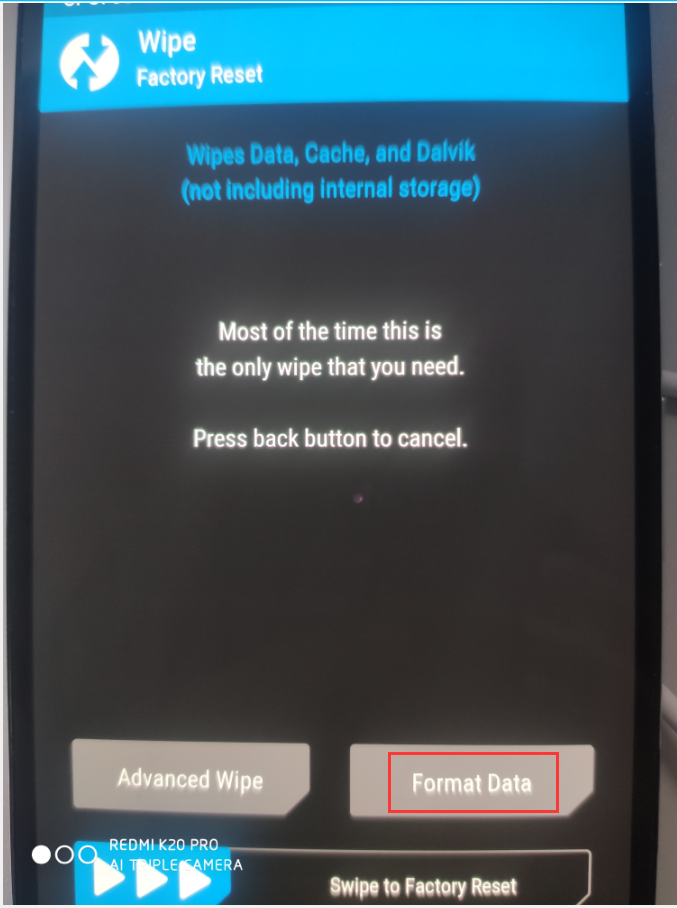 Wipe
Factory Reset
Wipes Data, Cache, and Dalvik
(not including internal storage)
Most of the time this is
the only wipe that you need.
Press back button to cancel.
Advanced Wipe
Format Data
REDMI K20 PRO
AI TRIPLE CAMERA
Swipe to Factory Reset